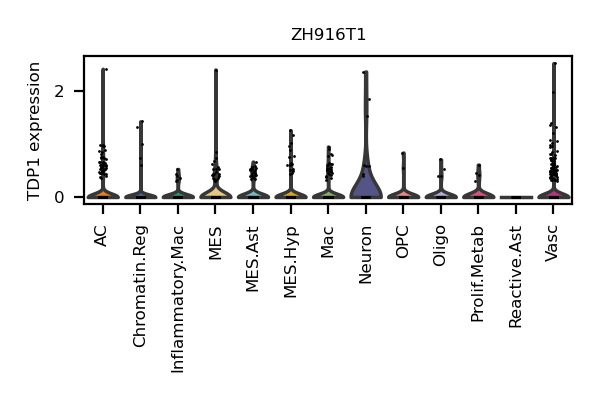 ZH916T1
TDP1 expression
2
0
AC
Chromatin.Reg
Inflammatory.Mac
MES
MES.Ast
MES.Hyp
Mac
Neuron
OPC
Oligo
Prolif.Metab
Reactive.Ast
Vasc